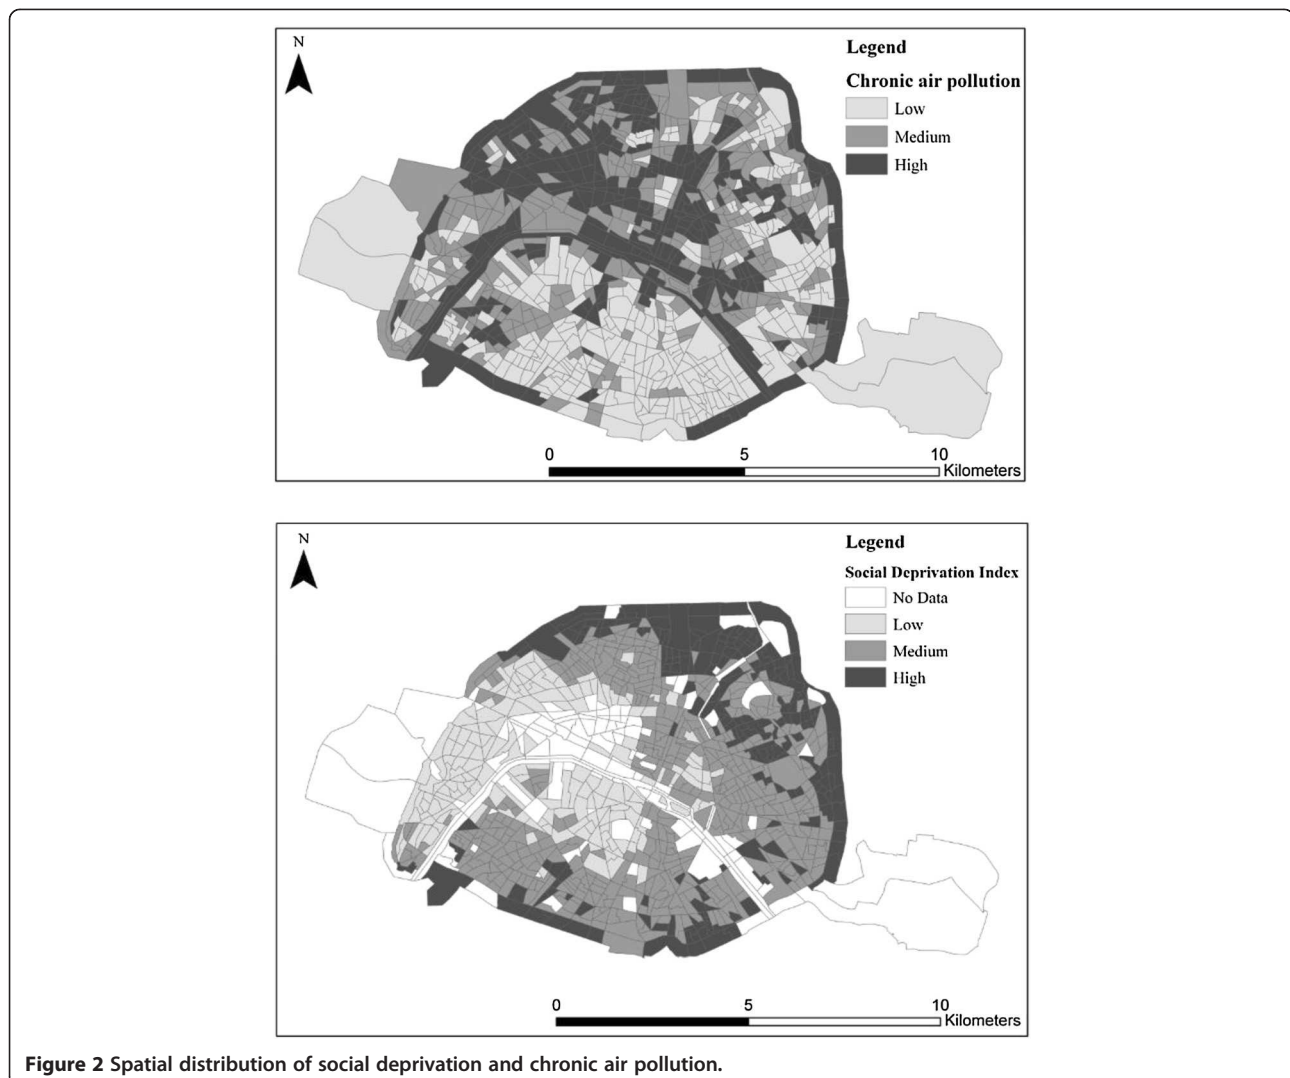 N
Legend
Chronic air pollution
Low
Medium
High
0 5 10
Kilometers
N
Legend
Social Deprivation Index
No Data
Low
Medium
High
0 5 10
Kilometers
Figure 2 Spatial distribution of social deprivation and chronic air pollution.